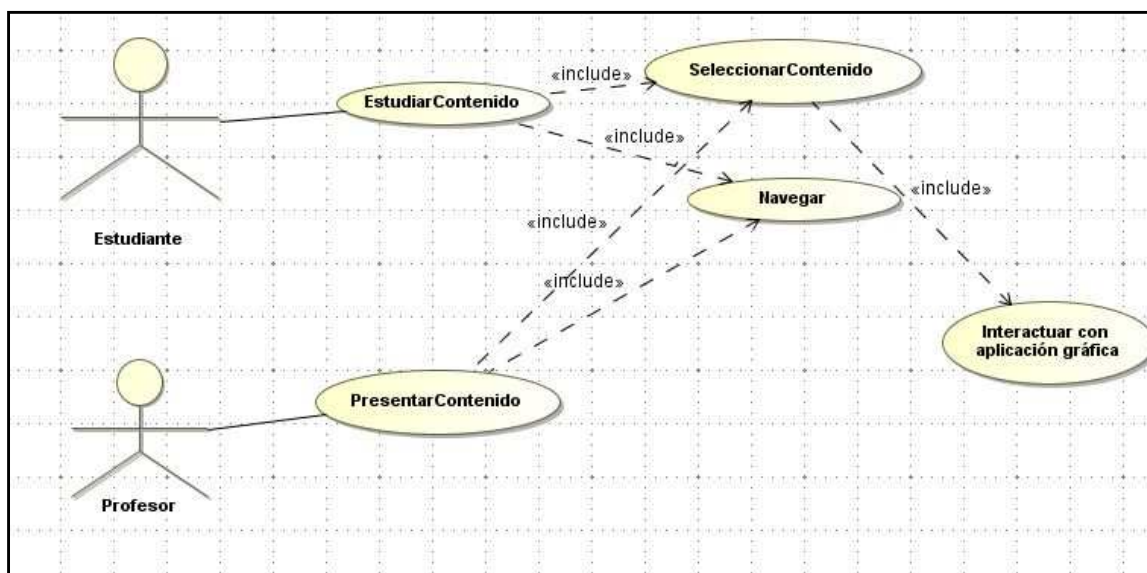 SeleccionarContenido
«include»
EstudiarContenido
«include»
Navegar
«include»
«include»
Estudiante
«include»
Interactuar con
aplicación gráfica
PresentarContenido
Profesor